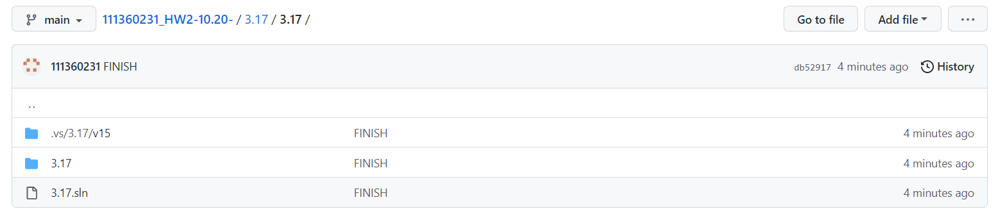 main 111360231_HW2-10.20- / 3.17 / 3.17 / Go to file Add file ...
111360231 FINISH db52917 4 minutes ago History
..
.vs/3.17/v15 FINISH 4 minutes ago
3.17 FINISH 4 minutes ago
3.17.sln FINISH 4 minutes ago